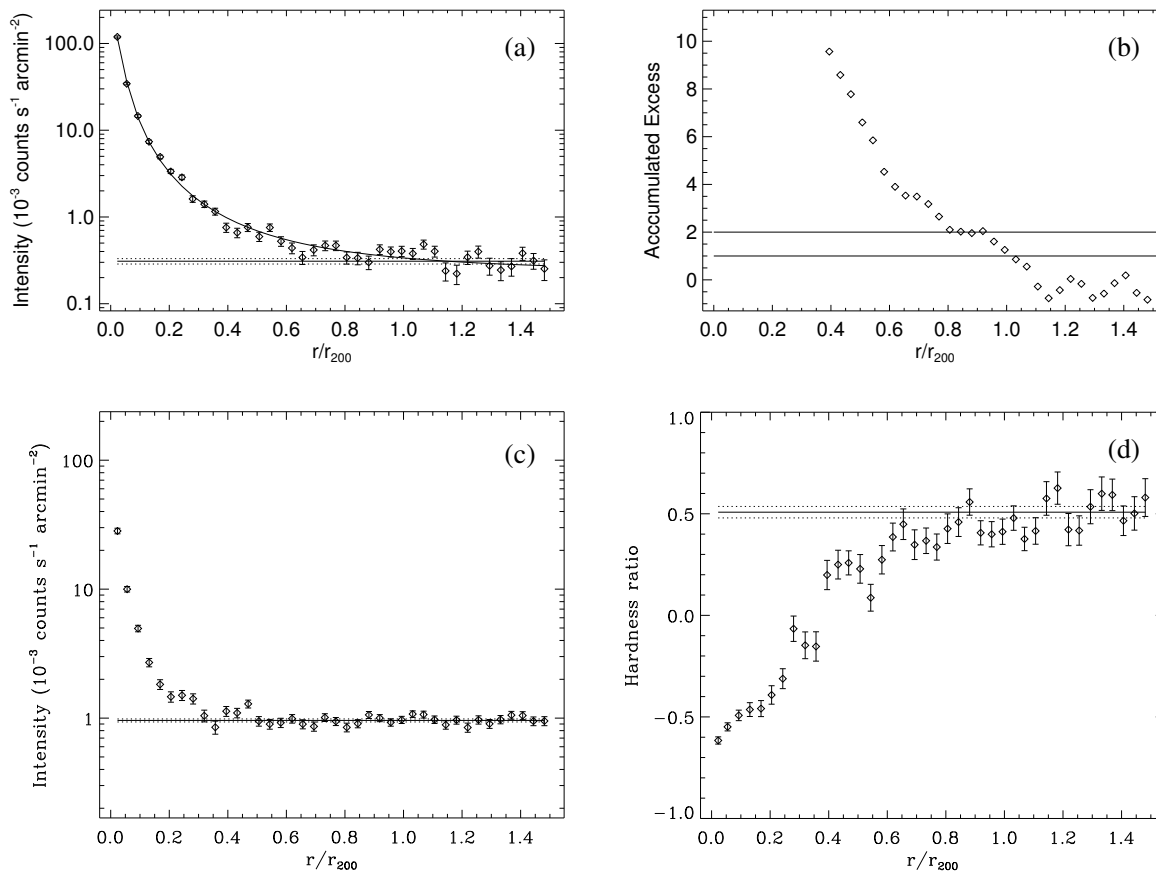 (a)
Intensity (10⁻³ counts s⁻¹ arcmin⁻²)
100.0
10.0
1.0
0.1
0.0 0.2 0.4 0.6 0.8 1.0 1.2 1.4
r/r₂₀₀
(b)
Acccumulated Excess
10
8
6
4
2
0
0.0 0.2 0.4 0.6 0.8 1.0 1.2 1.4
r/r₂₀₀
(c)
Intensity (10⁻³ counts s⁻¹ arcmin⁻²)
100
10
1
0.0 0.2 0.4 0.6 0.8 1.0 1.2 1.4
r/r₂₀₀
(d)
Hardness ratio
1.0
0.5
0.0
−0.5
−1.0
0.0 0.2 0.4 0.6 0.8 1.0 1.2 1.4
r/r₂₀₀